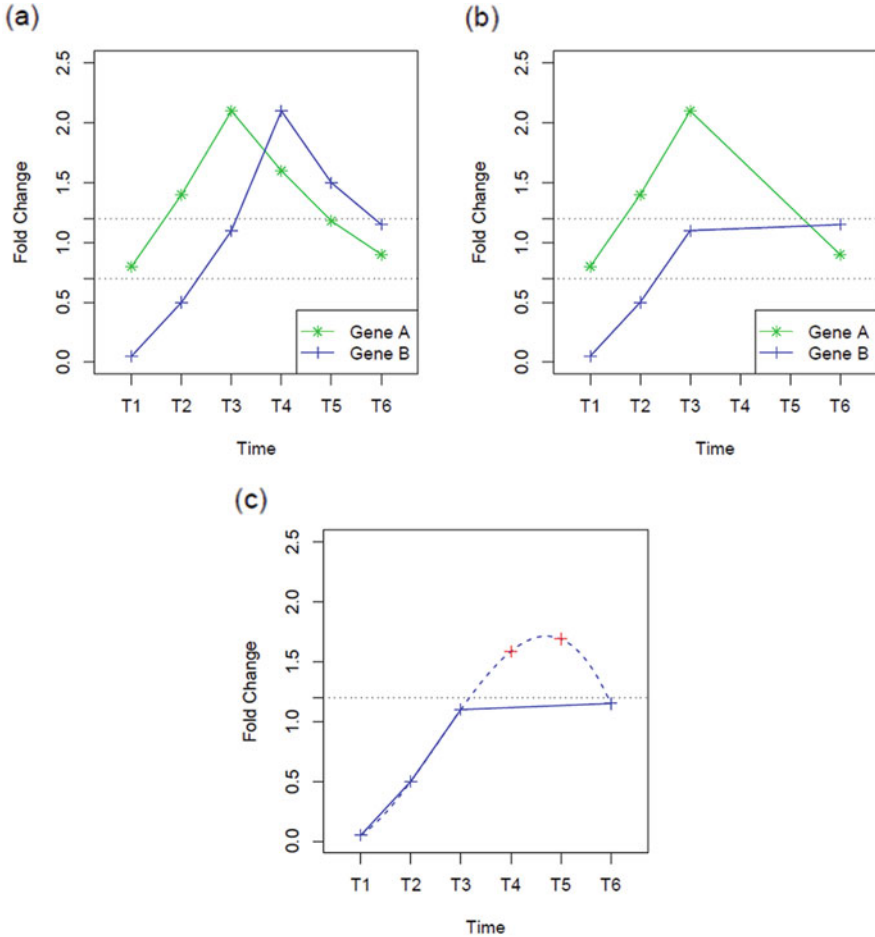 (a)
2.5
2.0
1.5
1.0
0.5
0.0
Fold Change
Gene A
Gene B
T1 T2 T3 T4 T5 T6
Time
(b)
2.5
2.0
1.5
1.0
0.5
0.0
Fold Change
Gene A
Gene B
T1 T2 T3 T4 T5 T6
Time
(c)
2.5
2.0
1.5
1.0
0.5
0.0
Fold Change
T1 T2 T3 T4 T5 T6
Time